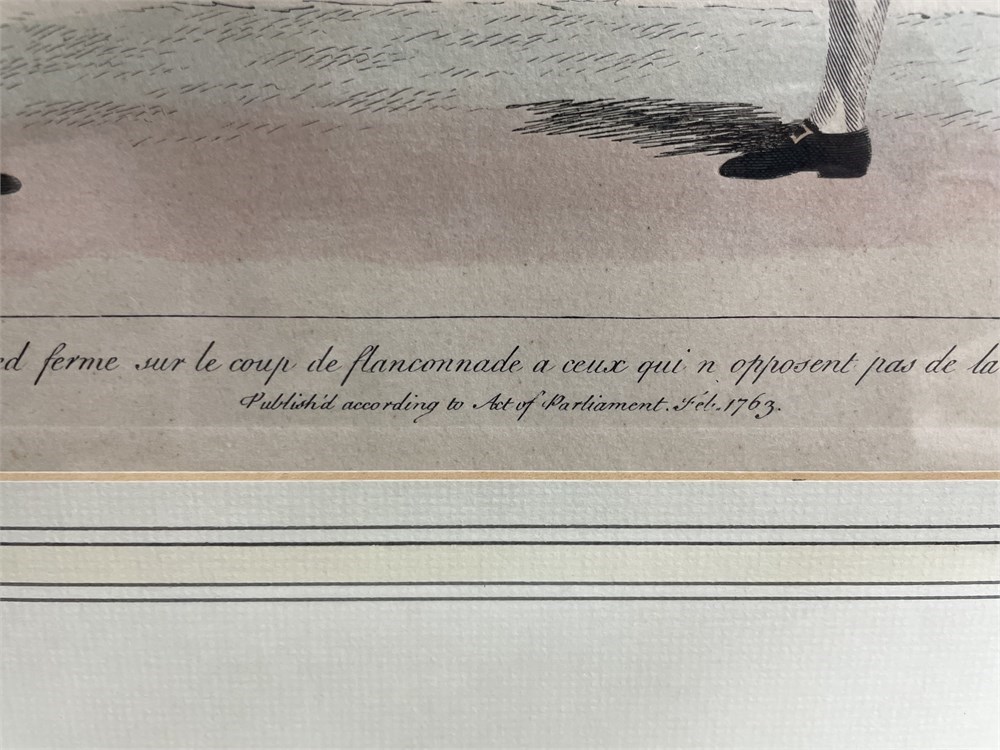 ed ferme sur le coup de flanconnade a ceux qui n opposent pas de la
Publish'd according to Act of Parliament. Feb. 1763.